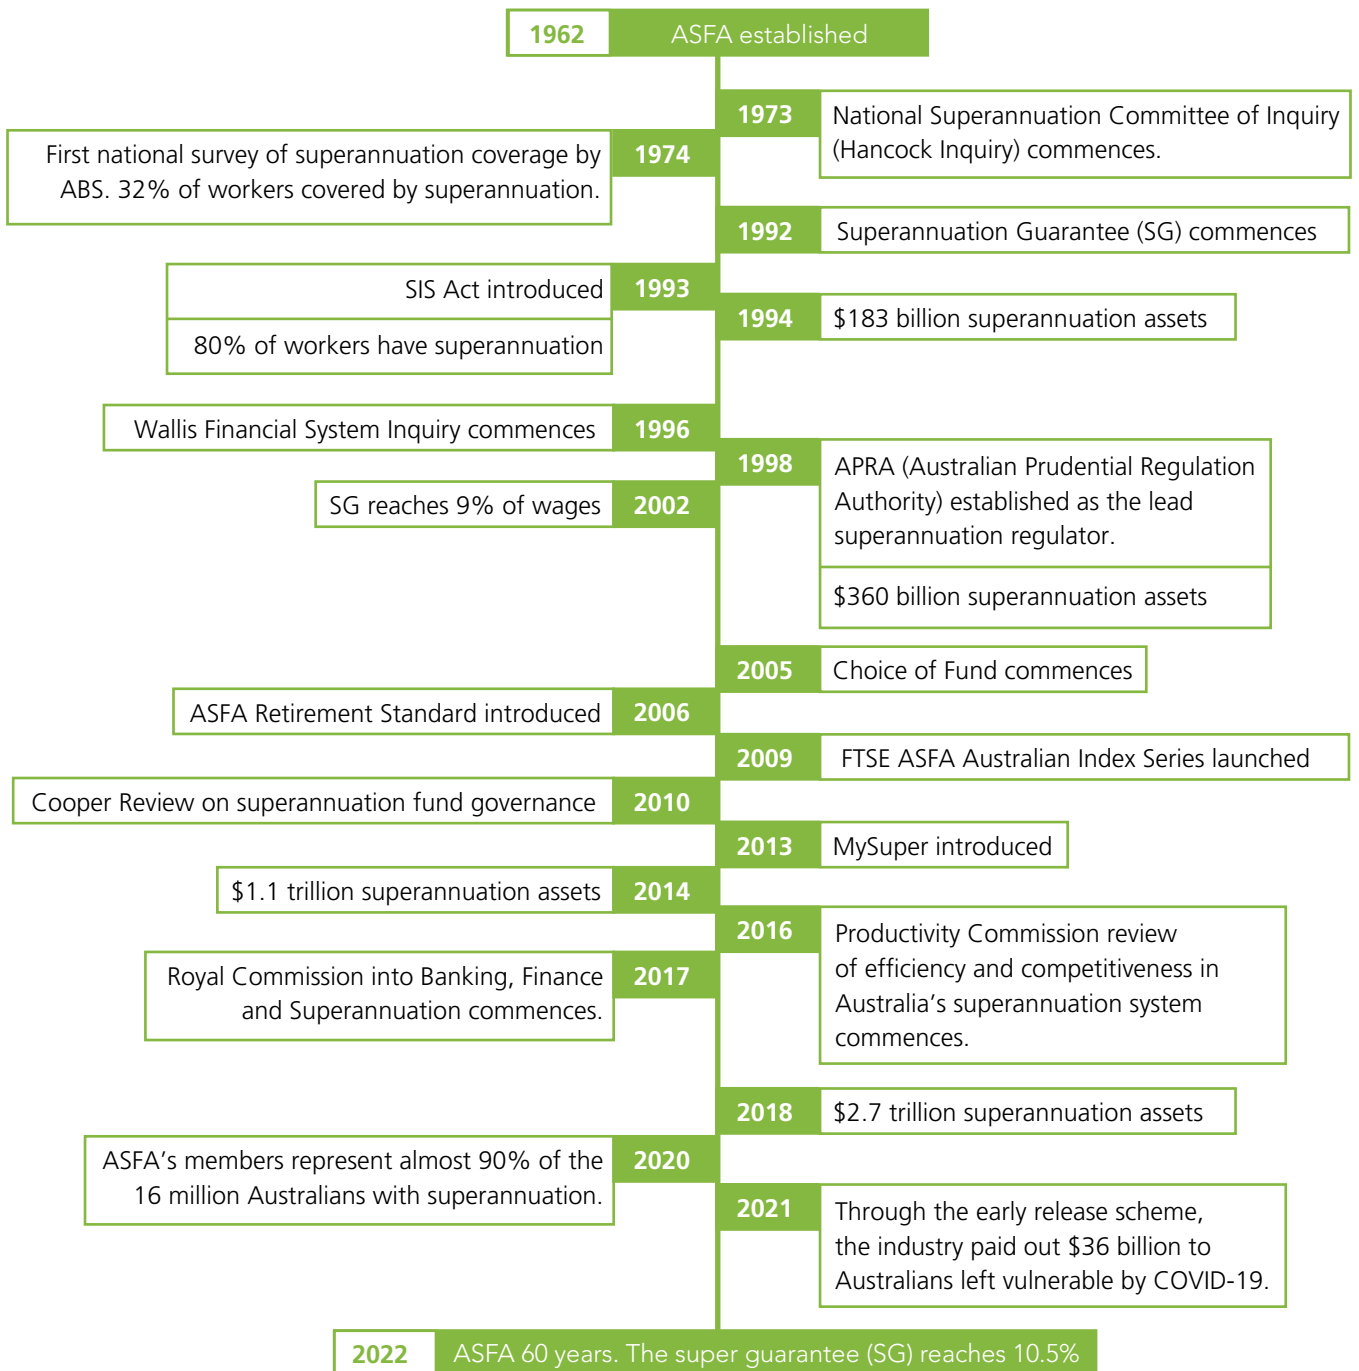 1962 ASFA established
1973 National Superannuation Committee of Inquiry
(Hancock Inquiry) commences.
First national survey of superannuation coverage by 1974
ABS. 32% of workers covered by superannuation.
1992 Superannuation Guarantee (SG) commences
SIS Act introduced 1993
80% of workers have superannuation
1994 $183 billion superannuation assets
Wallis Financial System Inquiry commences 1996
1998 APRA (Australian Prudential Regulation
Authority) established as the lead
superannuation regulator.
$360 billion superannuation assets
SG reaches 9% of wages 2002
2005 Choice of Fund commences
ASFA Retirement Standard introduced 2006
2009 FTSE ASFA Australian Index Series launched
Cooper Review on superannuation fund governance 2010
2013 MySuper introduced
$1.1 trillion superannuation assets 2014
2016 Productivity Commission review
of efficiency and competitiveness in
Australia’s superannuation system
commences.
Royal Commission into Banking, Finance 2017
and Superannuation commences.
2018 $2.7 trillion superannuation assets
ASFA’s members represent almost 90% of the 2020
16 million Australians with superannuation.
2021 Through the early release scheme,
the industry paid out $36 billion to
Australians left vulnerable by COVID-19.
2022 ASFA 60 years. The super guarantee (SG) reaches 10.5%